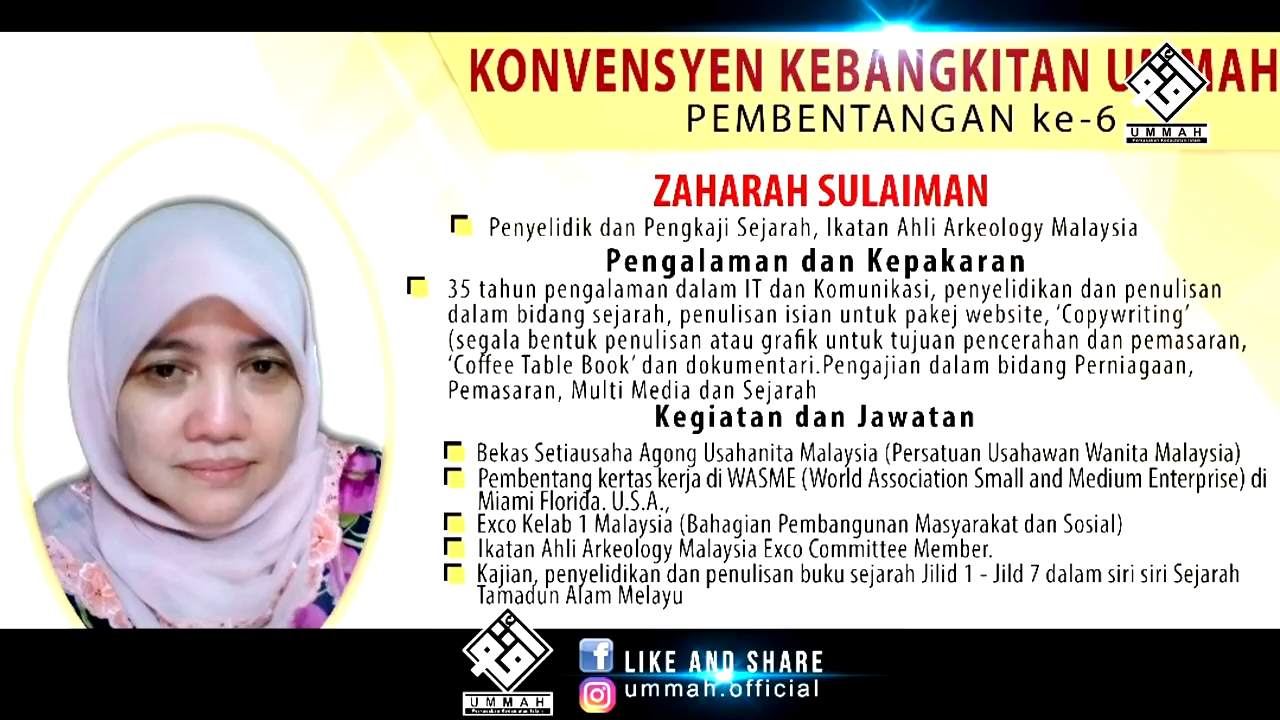 KONVENSYEN KEBANGKITAN UMMAH
PEMBENTANGAN ke-6
UMMAH
ZAHARAH SULAIMAN
Penyelidik dan Pengkaji Sejarah, Ikatan Ahli Arkeology Malaysia
Pengalaman dan Kepakaran
35 tahun pengalaman dalam IT dan Komunikasi, penyelidikan dan penulisan
dalam bidang sejarah, penulisan isian untuk pakej website, ‘Copywriting’
(segala bentuk penulisan atau grafik untuk tujuan pencerahan dan pemasaran,
‘Coffee Table Book’ dan dokumentari.Pengajian dalam bidang Perniagaan,
Pemasaran, Multi Media dan Sejarah
Kegiatan dan Jawatan
Bekas Setiausaha Agong Usahanita Malaysia (Persatuan Usahawan Wanita Malaysia)
Pembentang kertas kerja di WASME (World Association Small and Medium Enterprise) di
Miami Florida. U.S.A.,
Exco Kelab 1 Malaysia (Bahagian Pembangunan Masyarakat dan Sosial)
Ikatan Ahli Arkeology Malaysia Exco Committee Member.
Kajian, penyelidikan dan penulisan buku sejarah Jilid 1 - Jild 7 dalam siri siri Sejarah
Tamadun Alam Melayu
UMMAH
LIKE AND SHARE
ummah.official